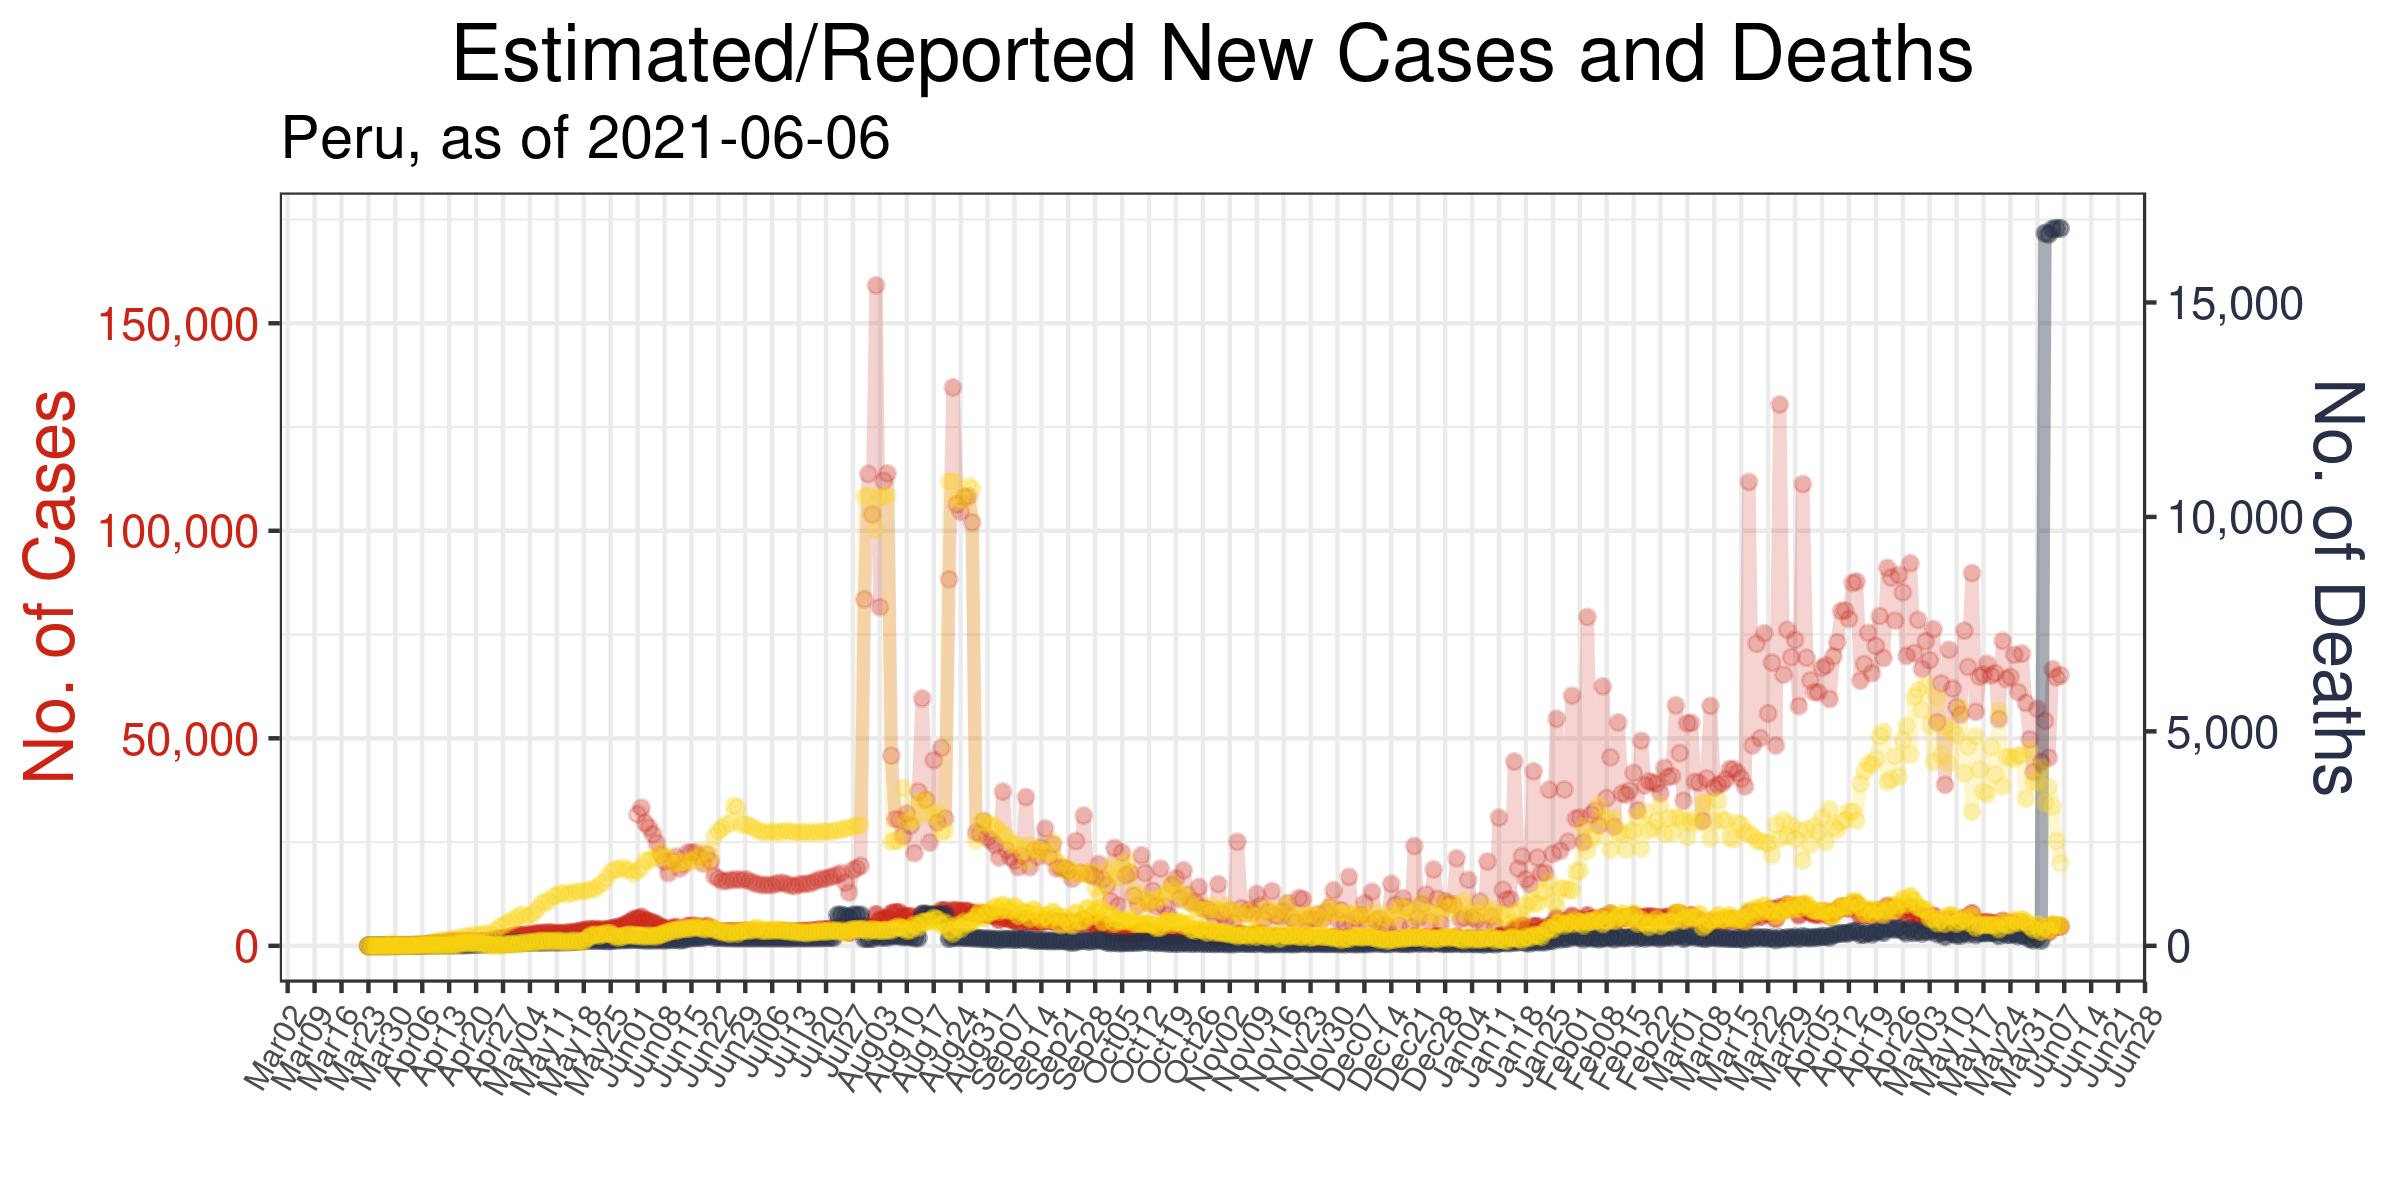 Estimated/Reported New Cases and Deaths
Peru, as of 2021-06-06
No. of Cases
150,000
100,000
50,000
0
15,000
10,000
5,000
0
No. of Deaths
Mar02
Mar09
Mar16
Mar23
Mar30
Apr06
Apr13
Apr20
Apr27
May04
May11
May18
May25
Jun01
Jun08
Jun15
Jun22
Jun29
Jul06
Jul13
Jul20
Jul27
Aug03
Aug10
Aug17
Aug24
Aug31
Sep07
Sep14
Sep21
Sep28
Oct05
Oct12
Oct19
Oct26
Nov02
Nov09
Nov16
Nov23
Nov30
Dec07
Dec14
Dec21
Dec28
Jan04
Jan11
Jan18
Jan25
Feb01
Feb08
Feb15
Feb22
Mar01
Mar08
Mar15
Mar22
Mar29
Apr05
Apr12
Apr19
Apr26
May03
May10
May17
May24
May31
Jun07
Jun14
Jun21
Jun28